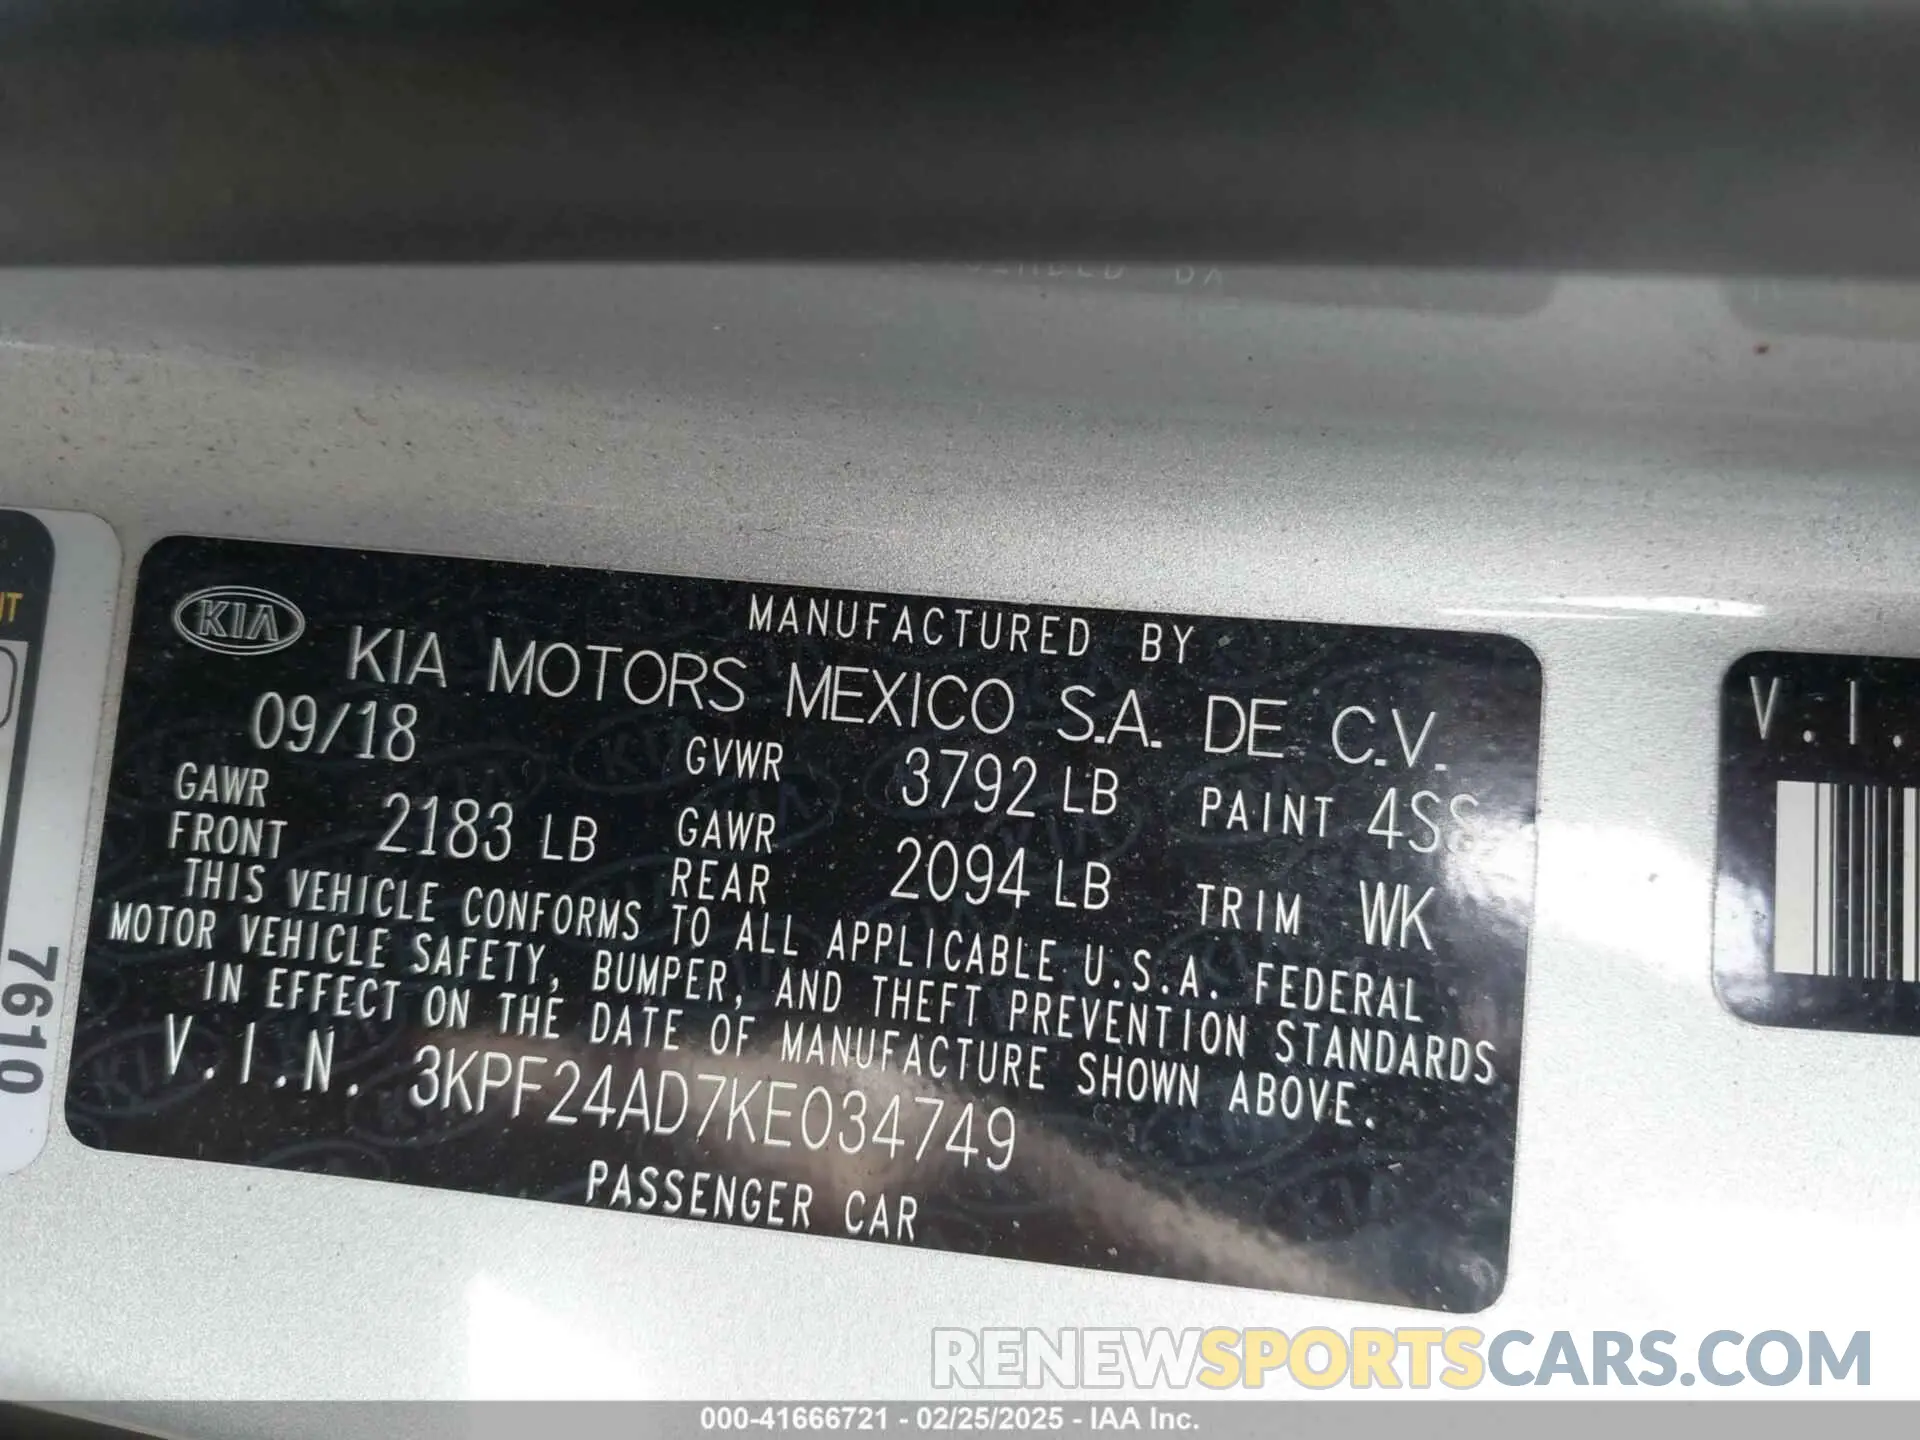 KIA
MANUFACTURED BY
KIA MOTORS MEXICO S.A. DE C.V.
09/18 GVWR 3792 LB PAINT 4SS
GAWR FRONT 2183 LB GAWR REAR 2094 LB TRIM WK
THIS VEHICLE CONFORMS TO ALL APPLICABLE U.S.A. FEDERAL
MOTOR VEHICLE SAFETY, BUMPER, AND THEFT PREVENTION STANDARDS
IN EFFECT ON THE DATE OF MANUFACTURE SHOWN ABOVE.
V.I.N. 3KPF24AD7KE034749
PASSENGER CAR
7610
V.I.
RENEWSPORTSCARS.COM
000-41666721 - 02/25/2025 - IAA Inc.